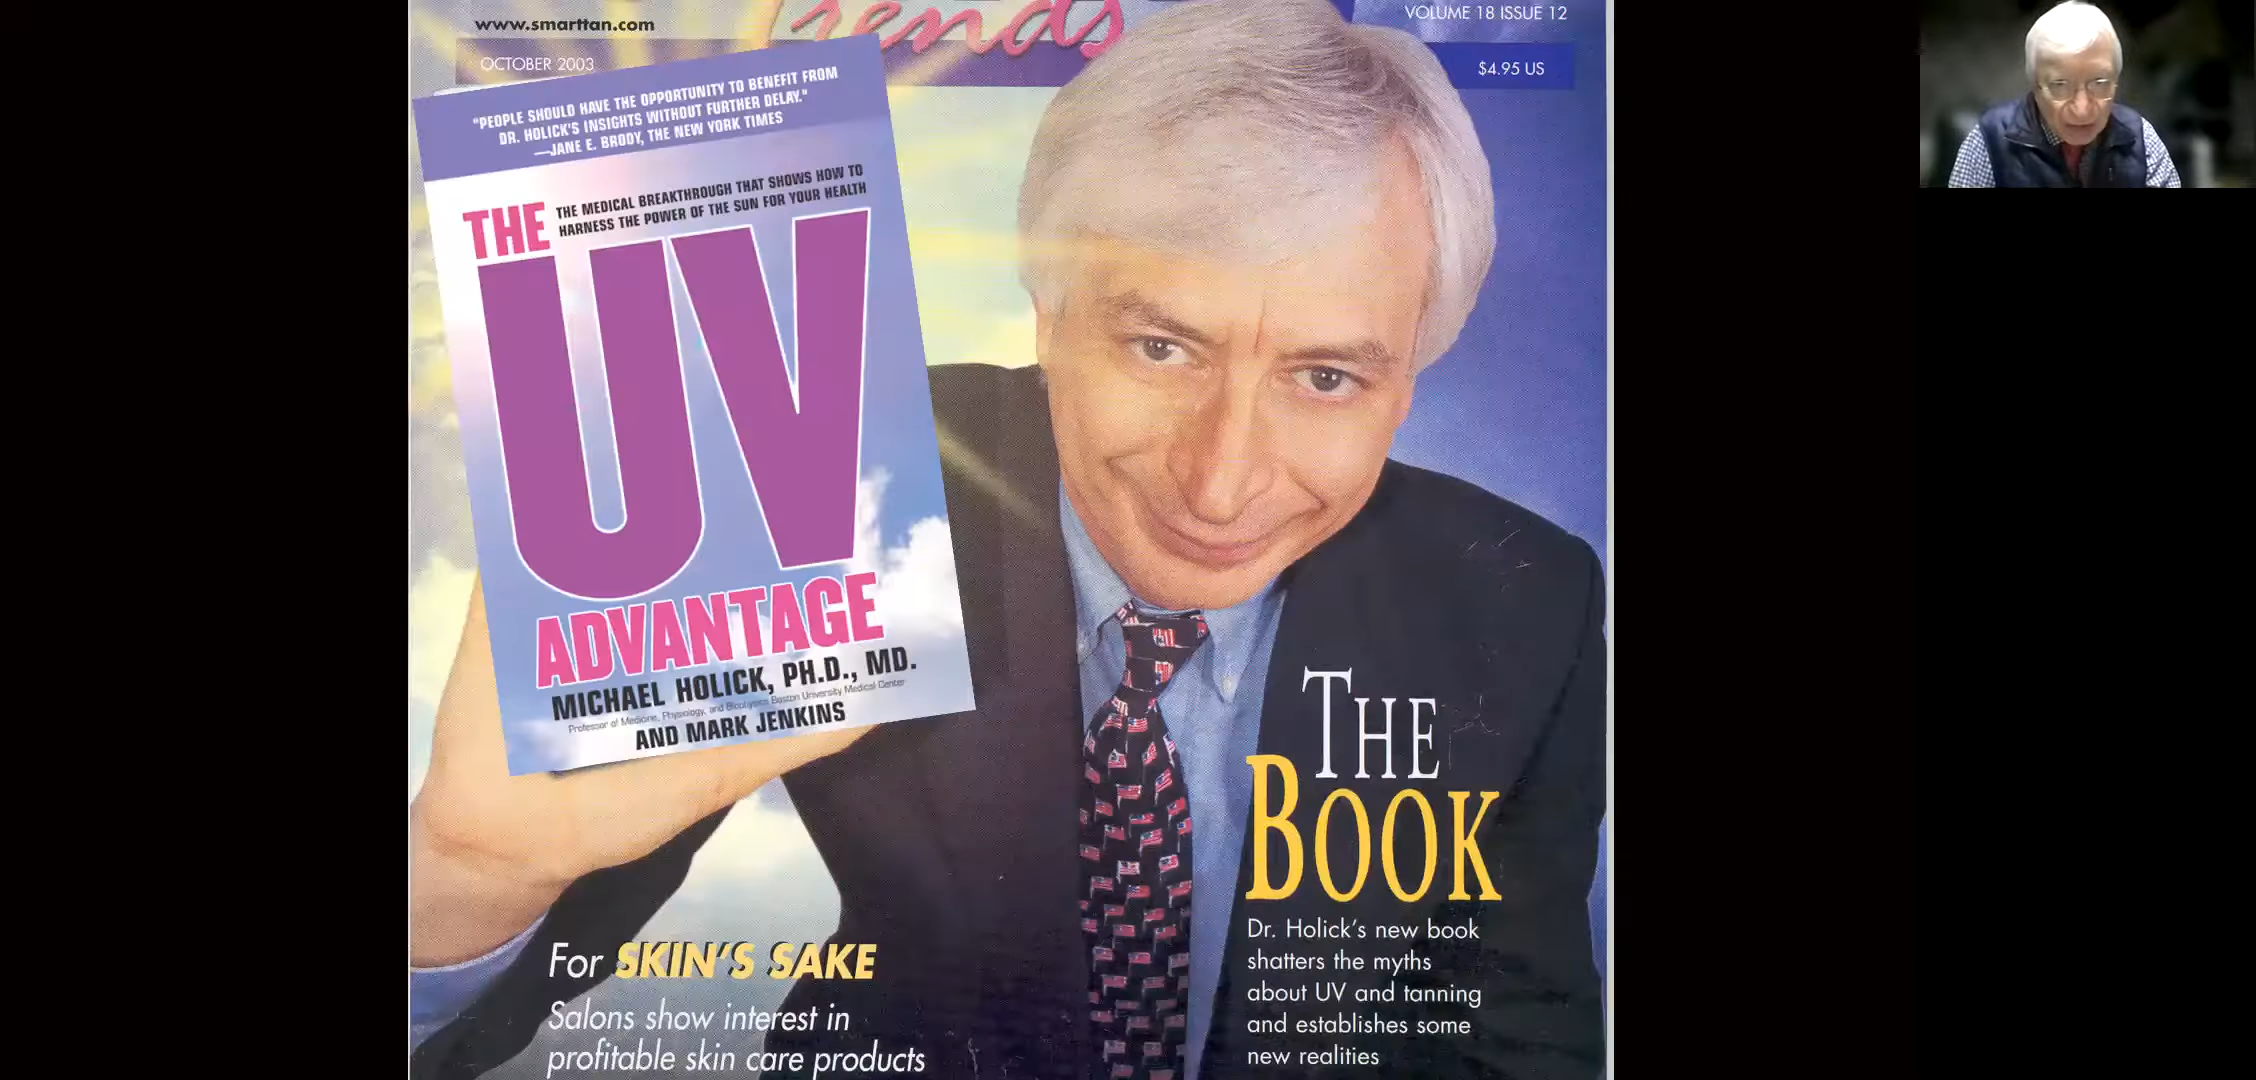 www.smarttan.com
Trends
VOLUME 18 ISSUE 12
OCTOBER 2003
$4.95 US
"PEOPLE SHOULD HAVE THE OPPORTUNITY TO BENEFIT FROM
DR. HOLICK'S INSIGHTS WITHOUT FURTHER DELAY."
—JANE E. BRODY, THE NEW YORK TIMES
THE
THE MEDICAL BREAKTHROUGH THAT SHOWS HOW TO
HARNESS THE POWER OF THE SUN FOR YOUR HEALTH
UV
ADVANTAGE
MICHAEL HOLICK, PH.D., MD.
Professor of Medicine, Physiology, and Biophysics Boston University Medical Center
AND MARK JENKINS
THE
BOOK
Dr. Holick's new book
shatters the myths
about UV and tanning
and establishes some
new realities
For SKIN'S SAKE
Salons show interest in
profitable skin care products